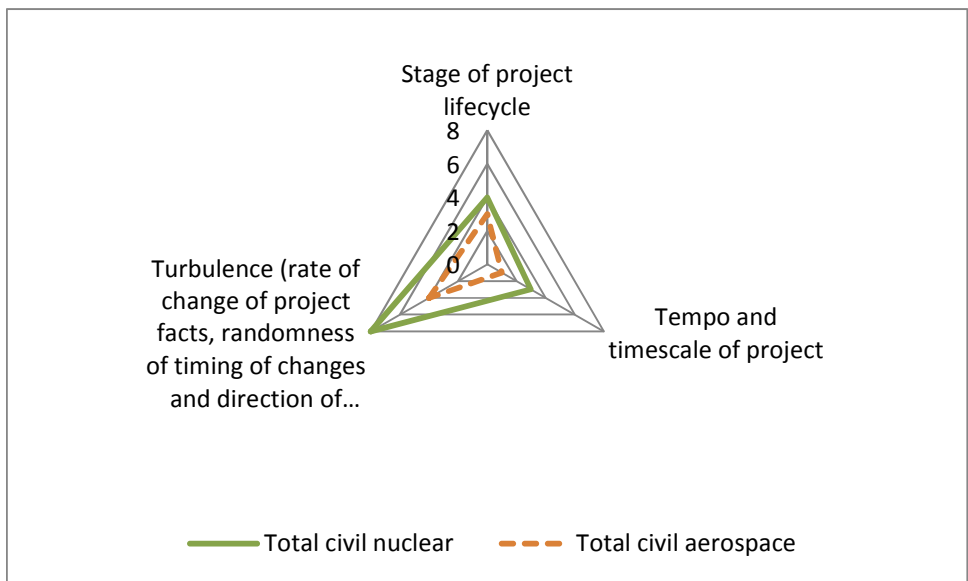 Stage of project
lifecycle
8
6
4
2
0
Turbulence (rate of
change of project
facts, randomness
of timing of changes
and direction of…
Tempo and
timescale of project
Total civil nuclear
Total civil aerospace